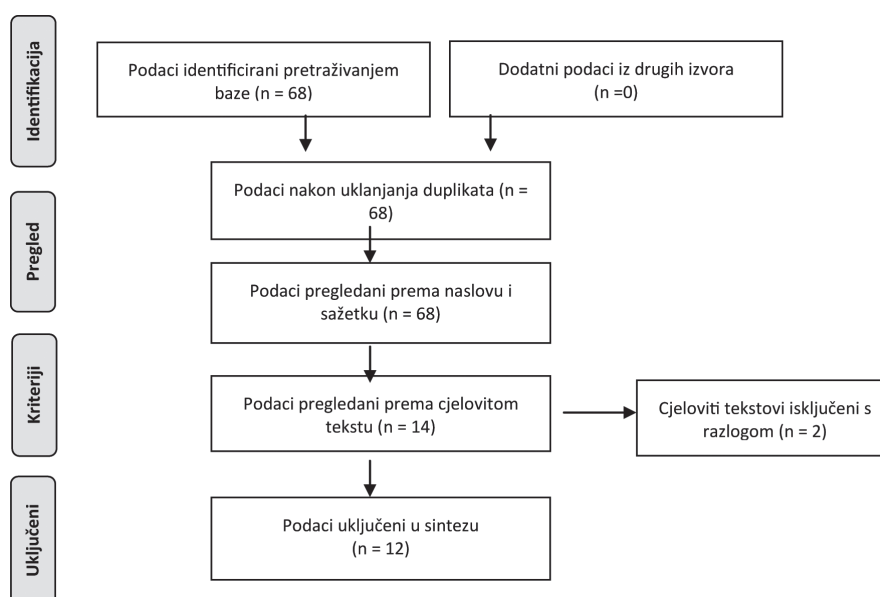 Identifikacija
Podaci identificirani pretraživanjem
baze (n = 68)
Dodatni podaci iz drugih izvora
(n =0)
Pregled
Podaci nakon uklanjanja duplikata (n =
68)
Podaci pregledani prema naslovu i
sažetku (n = 68)
Kriteriji
Podaci pregledani prema cjelovitom
tekstu (n = 14)
Cjeloviti tekstovi isključeni s
razlogom (n = 2)
Uključeni
Podaci uključeni u sintezu
(n = 12)